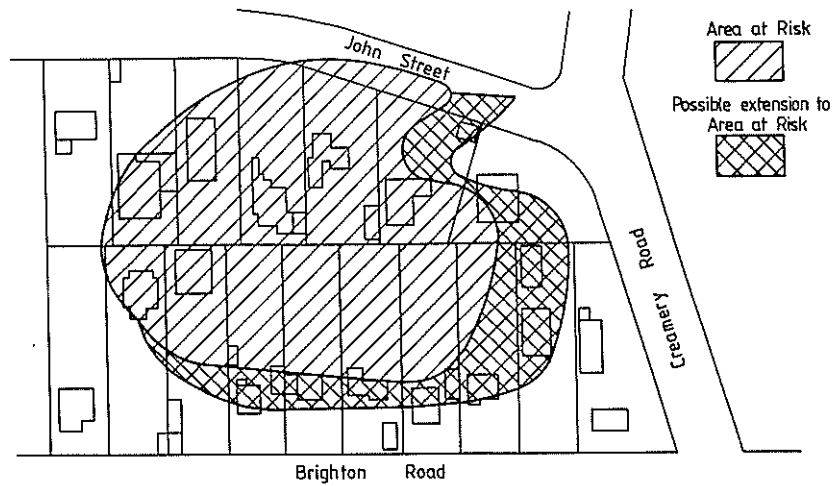 John Street
Area at Risk
Possible extension to
Area at Risk
Creamery Road
Brighton Road